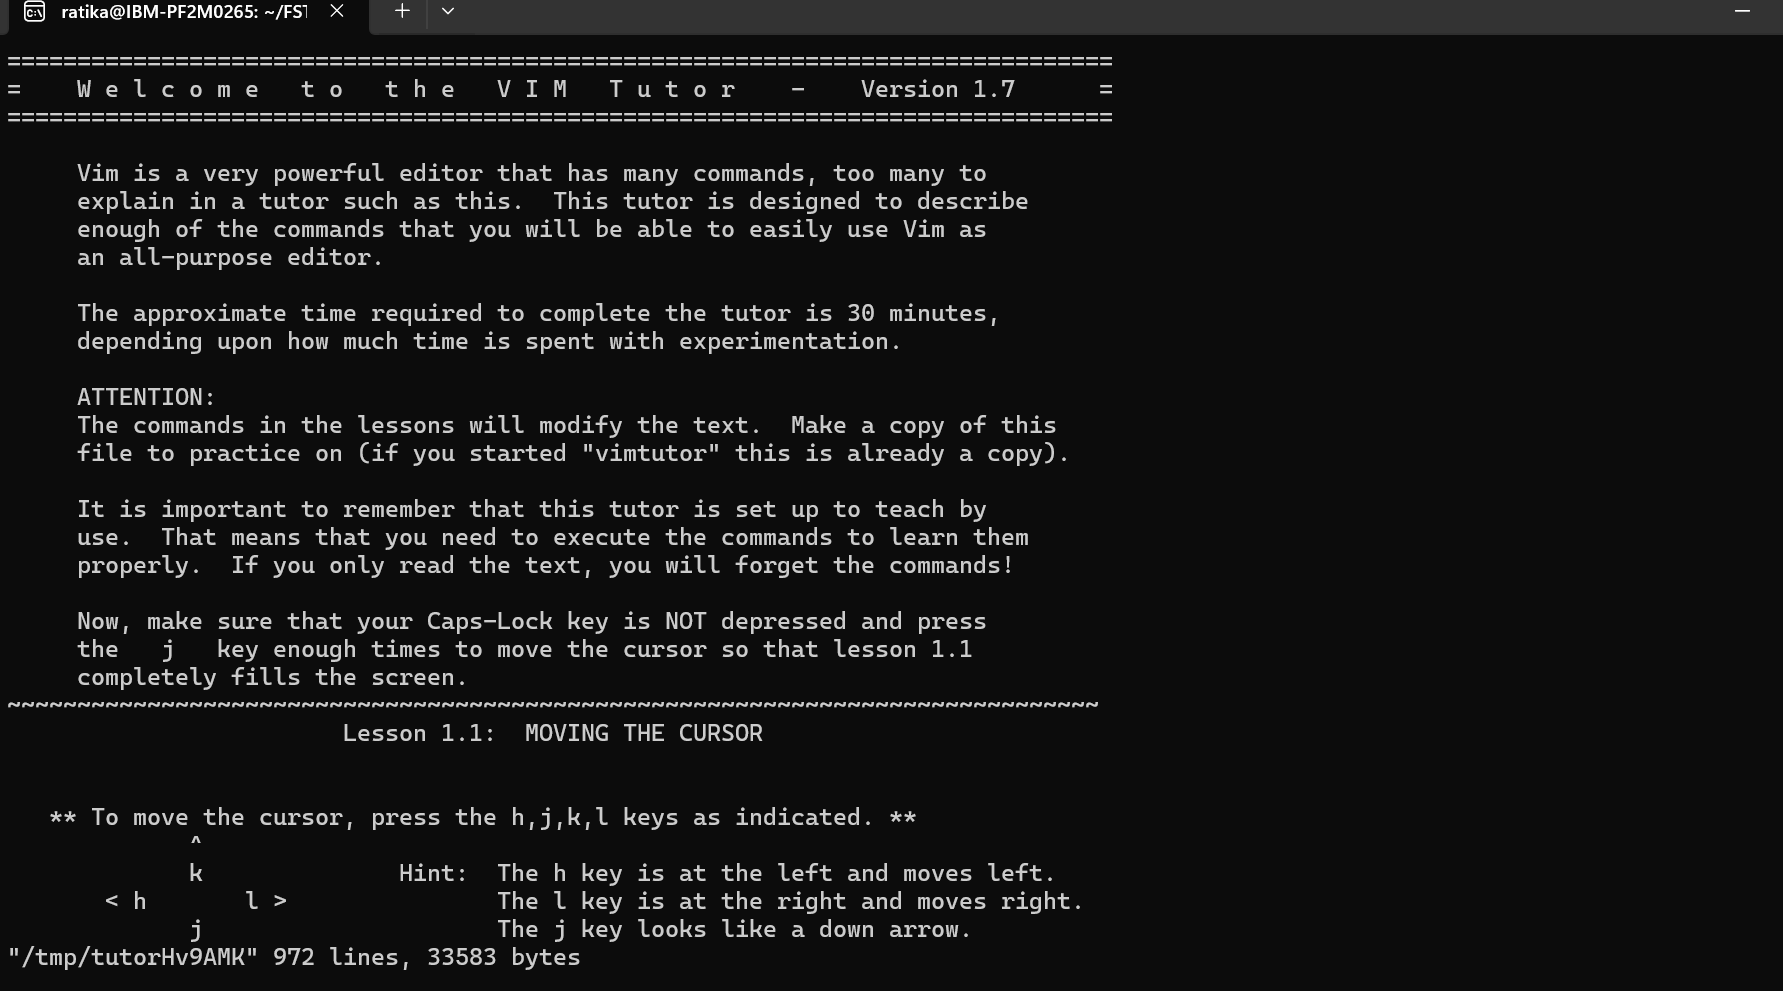 ratika@IBM-PF2M0265: ~/FST
===============================================================================
=    W e l c o m e   t o   t h e   V I M   T u t o r    -    Version 1.7      =
===============================================================================
     Vim is a very powerful editor that has many commands, too many to
     explain in a tutor such as this.  This tutor is designed to describe
     enough of the commands that you will be able to easily use Vim as
     an all-purpose editor.
     The approximate time required to complete the tutor is 30 minutes,
     depending upon how much time is spent with experimentation.
     ATTENTION:
     The commands in the lessons will modify the text.  Make a copy of this
     file to practice on (if you started "vimtutor" this is already a copy).
     It is important to remember that this tutor is set up to teach by
     use.  That means that you need to execute the commands to learn them
     properly.  If you only read the text, you will forget the commands!
     Now, make sure that your Caps-Lock key is NOT depressed and press
     the   j   key enough times to move the cursor so that lesson 1.1
     completely fills the screen.
~~~~~~~~~~~~~~~~~~~~~~~~~~~~~~~~~~~~~~~~~~~~~~~~~~~~~~~~~~~~~~~~~~~~~~~~~~~~~~
                        Lesson 1.1:  MOVING THE CURSOR
   ** To move the cursor, press the h,j,k,l keys as indicated. **
             ^
             k              Hint:  The h key is at the left and moves left.
       < h       l >               The l key is at the right and moves right.
             j                     The j key looks like a down arrow.
"/tmp/tutorHv9AMK" 972 lines, 33583 bytes